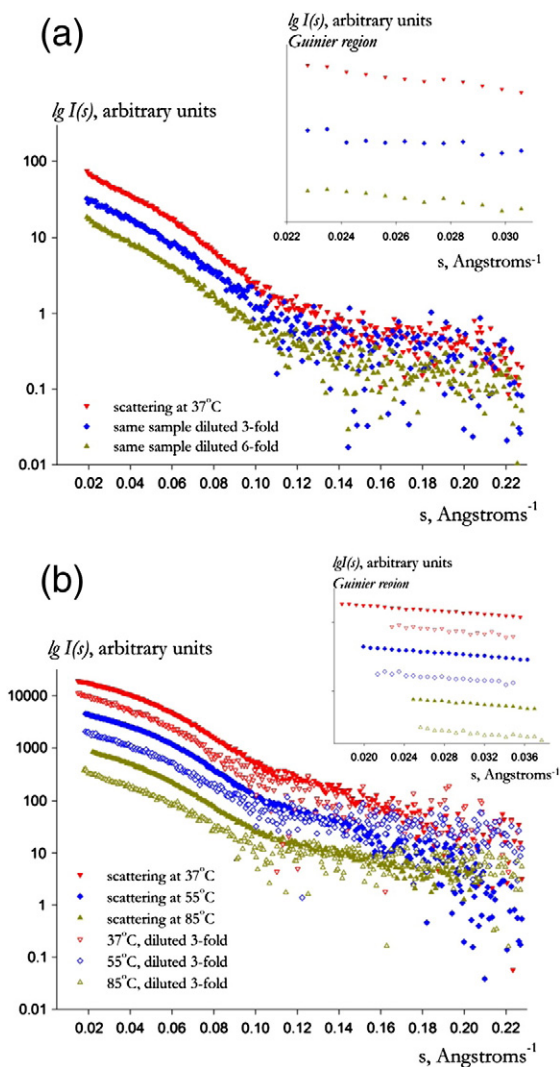 (a)
lg I(s), arbitrary units
Guinier region
0.022 0.024 0.026 0.028 0.030
s, Angstroms-1
lg I(s), arbitrary units
100
10
1
0.1
0.01
scattering at 37°C
same sample diluted 3-fold
same sample diluted 6-fold
0.02 0.04 0.06 0.08 0.10 0.12 0.14 0.16 0.18 0.20 0.22
s, Angstroms-1
(b)
lgI(s), arbitrary units
Guinier region
0.020 0.024 0.028 0.032 0.036
s, Angstroms-1
lg I(s), arbitrary units
10000
1000
100
10
1
0.1
0.01
scattering at 37°C
scattering at 55°C
scattering at 85°C
37°C, diluted 3-fold
55°C, diluted 3-fold
85°C, diluted 3-fold
0.02 0.04 0.06 0.08 0.10 0.12 0.14 0.16 0.18 0.20 0.22
s, Angstroms-1